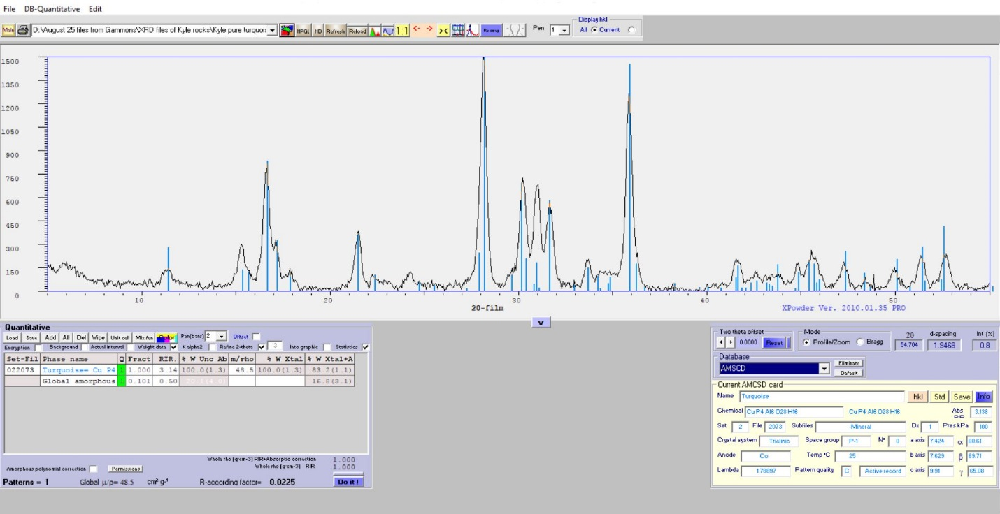 File DB-Quantitative Edit
Display hkl
Main D:\August 25 files from Gammons\XRD files of Kyle rocks\Kyle pure turquois HPGL HD Refresh Reload 1:1 <- -> >< Pen 1 All Current
1500
1350
1200
1050
900
750
600
450
300
150
0
10 20 30 40 50
2θ-film XPowder Ver. 2010.01.35 PRO
V
Quantitative
Load Save Add All Del Wipe Unit cell Mix fun Color Pen(bars) 2 Offset
Encryption Background Actual interval Weight data K alpha2 Refine 2-theta 3 Into graphic Statistics
Set-Fil Phase name Q Fract RIR. % W Unc Ab m/rho % W Xtal % W Xtal+A
022073 Turquoise= Cu P4 1 1.000 3.14 100.0(1.3) 48.5 100.0(1.3) 83.2(1.1)
Global amorphous 1 0.101 0.50 20.1(4.0) 16.8(3.1)
Whole rho (g·cm-3) RIR+Absorptio correction 1.000
Whole rho (g·cm-3) RIR 1.000
Amorphous polynomial correction Permissions
Patterns = 1 Global μ/ρ= 48.5 cm²·g-¹ R-according factor= 0.0225 Do it !
Two theta offset
0.0000 Reset
Mode
Profile/Zoom Bragg
2θ d-spacing Int (%)
54.704 1.9468 0.8
Database
AMSCD
Eliminate
Default
Current AMCSD card
Name Turquoise hkl Std Save Info
Chemical Cu P4 Al6 O28 H16 Cu P4 Al6 O28 H16 Abs 3.138
Set 2 File 2073 Subfiles -Mineral Ds 1 Pres kPa 100
Crystal system Triclinic Space group P-1 Nº 0 a axis 7.424 α 68.61
Anode Co Temp ºC 25 b axis 7.629 β 69.71
Lambda 1.78897 Pattern quality C Active record c axis 9.91 γ 65.08